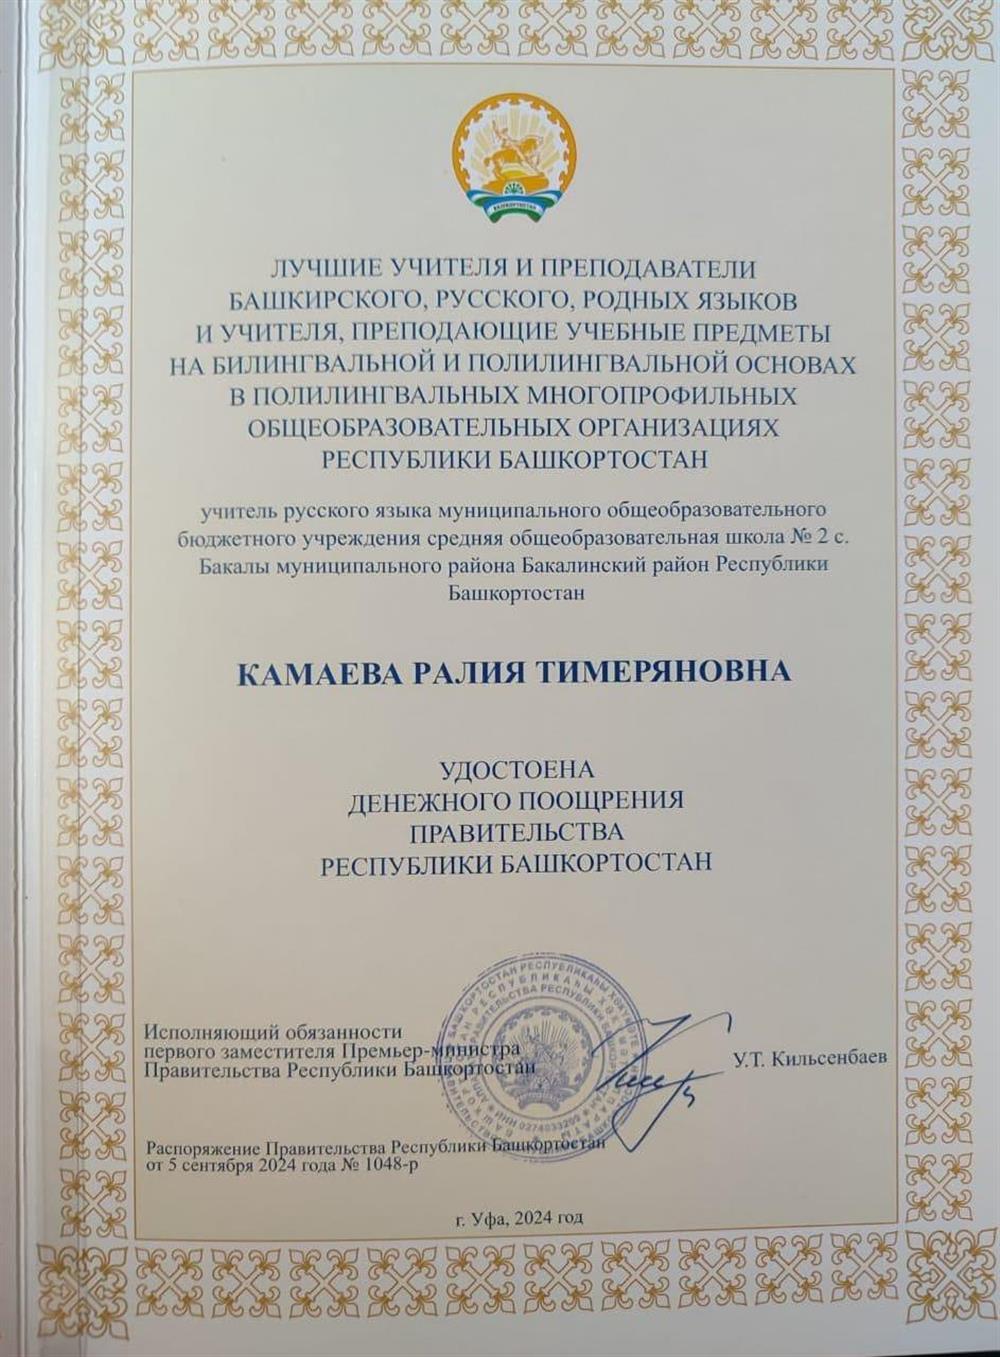 БАШКОРТОСТАН
ЛУЧШИЕ УЧИТЕЛЯ И ПРЕПОДАВАТЕЛИ
БАШКИРСКОГО, РУССКОГО, РОДНЫХ ЯЗЫКОВ
И УЧИТЕЛЯ, ПРЕПОДАЮЩИЕ УЧЕБНЫЕ ПРЕДМЕТЫ
НА БИЛИНГВАЛЬНОЙ И ПОЛИЛИНГВАЛЬНОЙ ОСНОВАХ
В ПОЛИЛИНГВАЛЬНЫХ МНОГОПРОФИЛЬНЫХ
ОБЩЕОБРАЗОВАТЕЛЬНЫХ ОРГАНИЗАЦИЯХ
РЕСПУБЛИКИ БАШКОРТОСТАН
учитель русского языка муниципального общеобразовательного
бюджетного учреждения средняя общеобразовательная школа № 2 с.
Бакалы муниципального района Бакалинский район Республики
Башкортостан
КАМАЕВА РАЛИЯ ТИМЕРЯНОВНА
УДОСТОЕНА
ДЕНЕЖНОГО ПООЩРЕНИЯ
ПРАВИТЕЛЬСТВА
РЕСПУБЛИКИ БАШКОРТОСТАН
Исполняющий обязанности
первого заместителя Премьер-министра
Правительства Республики Башкортостан
У.Т. Кильсенбаев
Распоряжение Правительства Республики Башкортостан
от 5 сентября 2024 года № 1048-р
г. Уфа, 2024 год